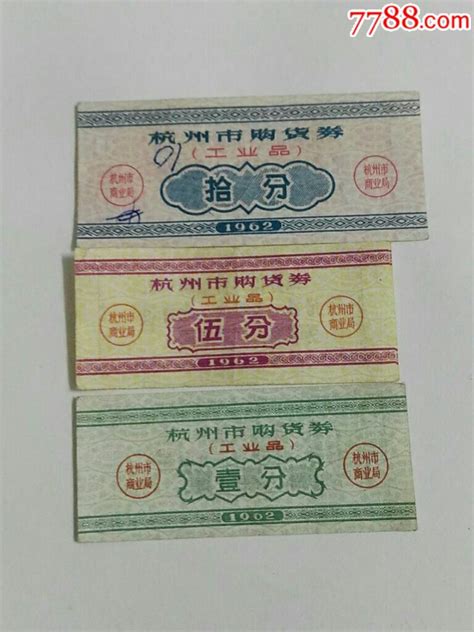 7788.com
杭州市购货券
(工业品)
杭州市
商业局
拾分
杭州市
商业局
1962
杭州市购货券
(工业品)
杭州市
商业局
伍分
杭州市
商业局
1962
杭州市购货券
(工业品)
杭州市
商业局
壹分
杭州市
商业局
1962